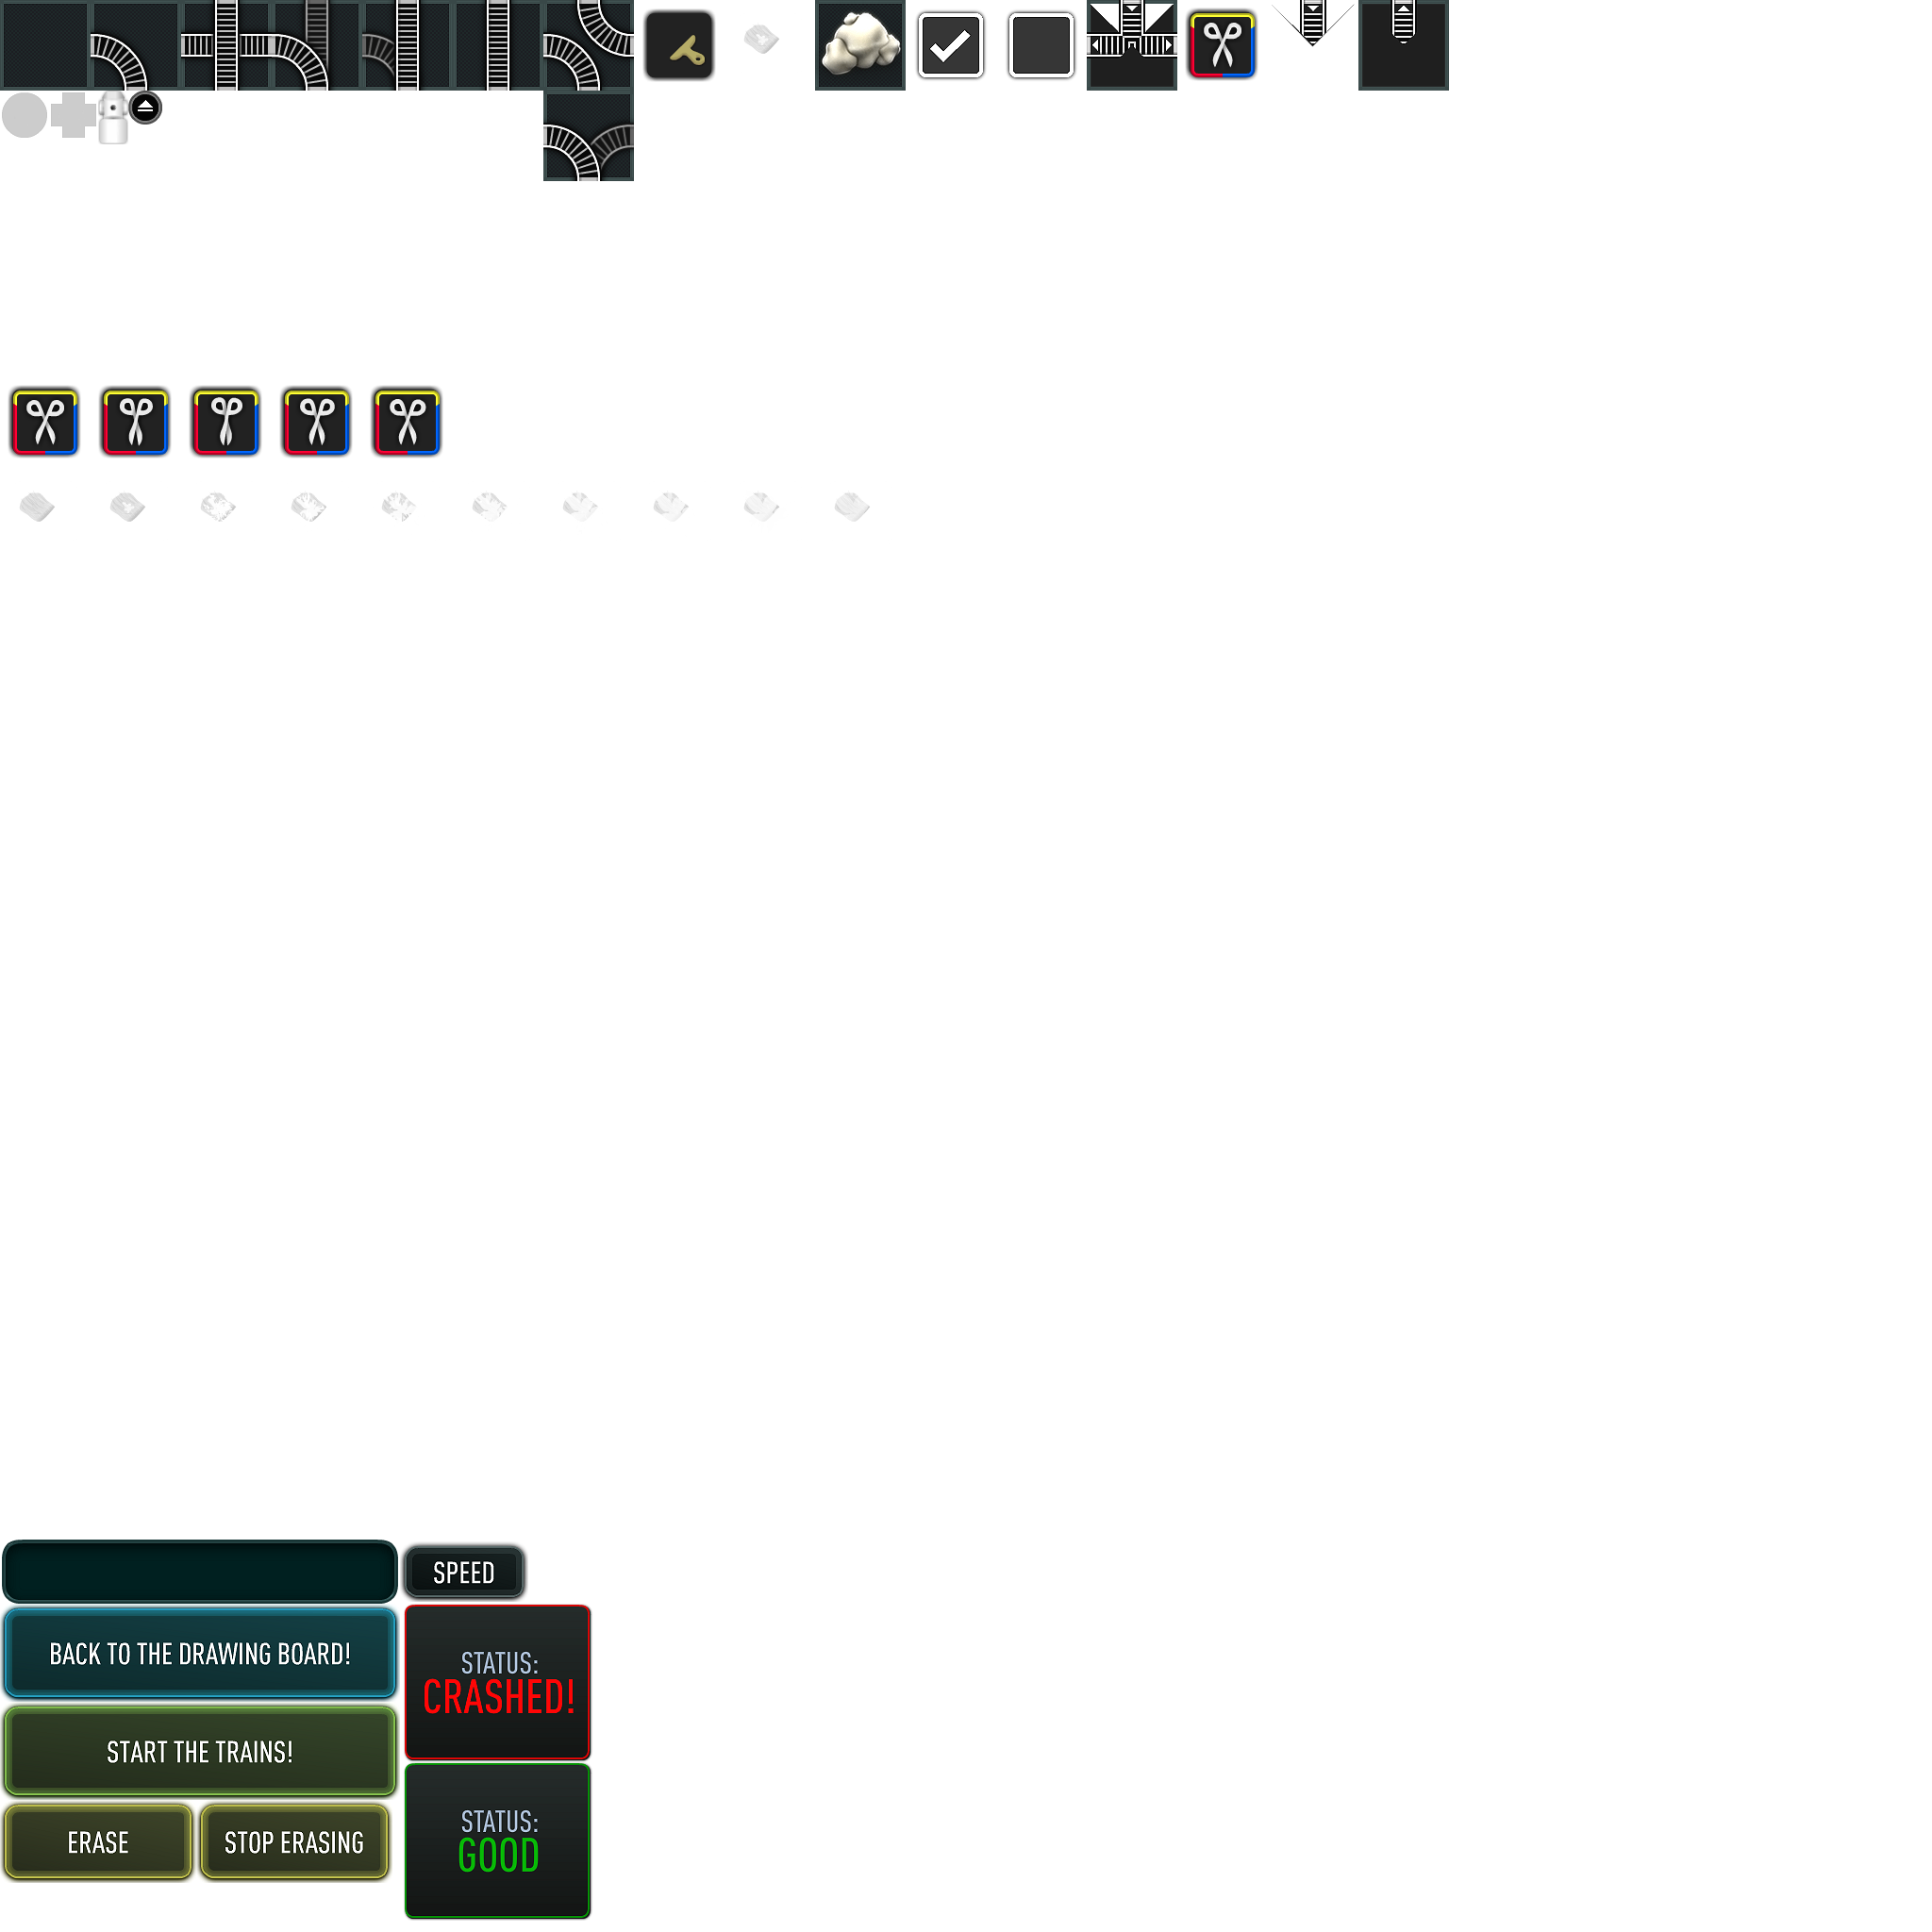 SPEED
BACK TO THE DRAWING BOARD!
STATUS:
CRASHED!
START THE TRAINS!
ERASE
STOP ERASING
STATUS:
GOOD